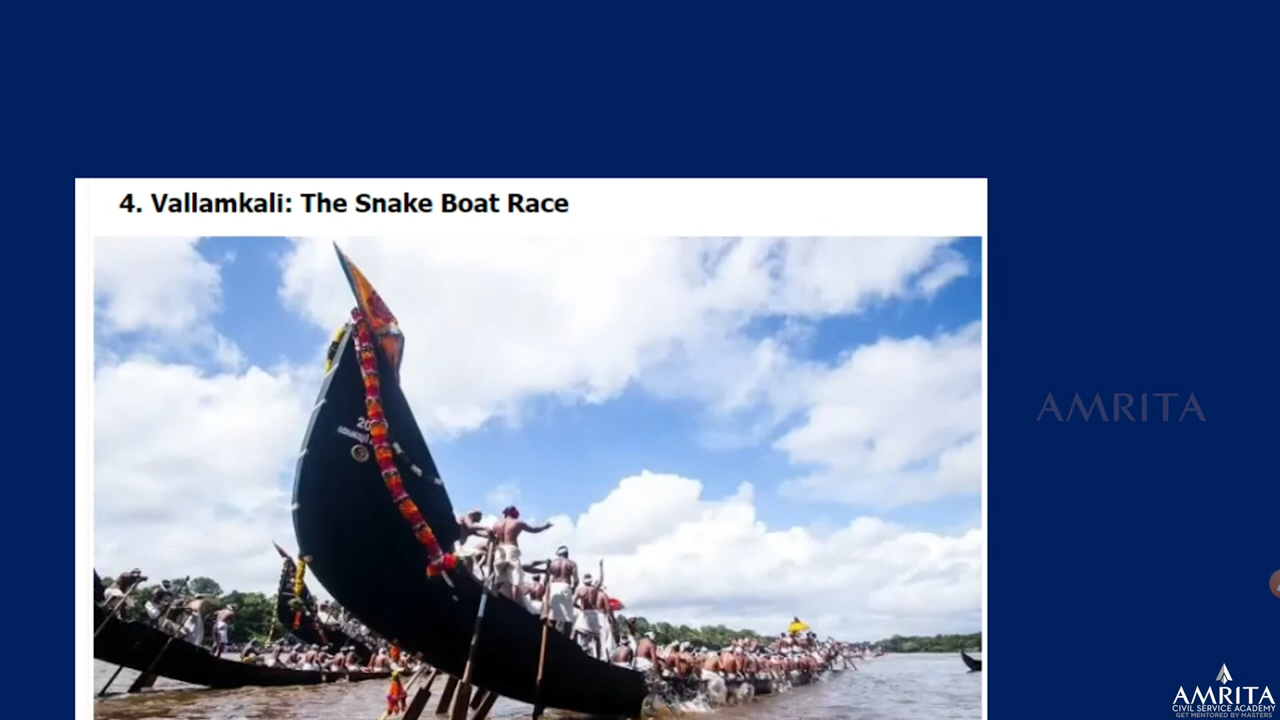 4. Vallamkali: The Snake Boat Race
AMRITA
AMRITA
CIVIL SERVICE ACADEMY
GET MENTORED BY MASTERS